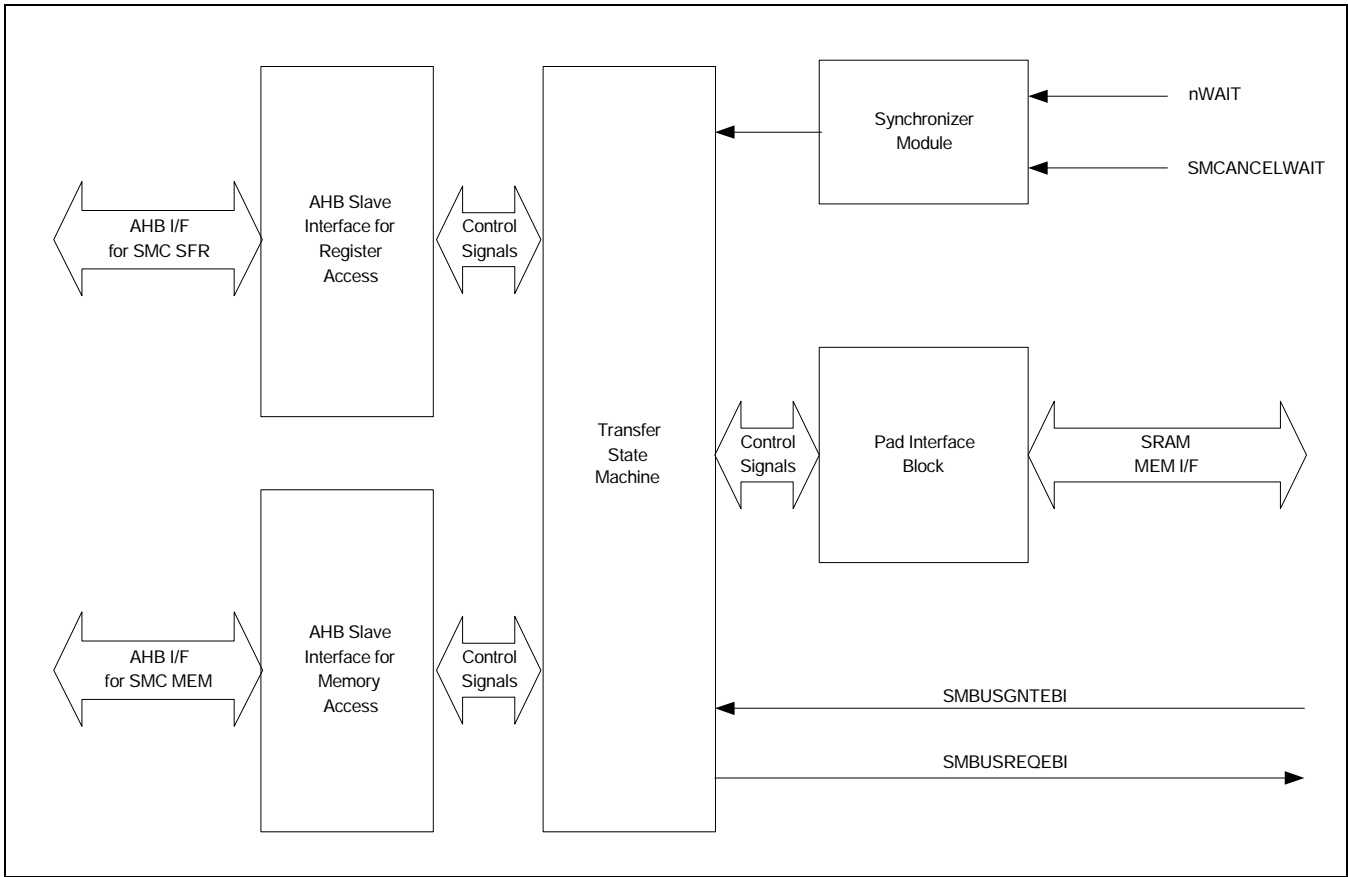 AHB I/F
for SMC SFR
AHB Slave
Interface for
Register
Access
Control
Signals
Synchronizer
Module
nWAIT
SMCANCELWAIT
Transfer
State
Machine
Control
Signals
Pad Interface
Block
SRAM
MEM I/F
AHB I/F
for SMC MEM
AHB Slave
Interface for
Memory
Access
Control
Signals
SMBUSGNTEBI
SMBUSREQEBI